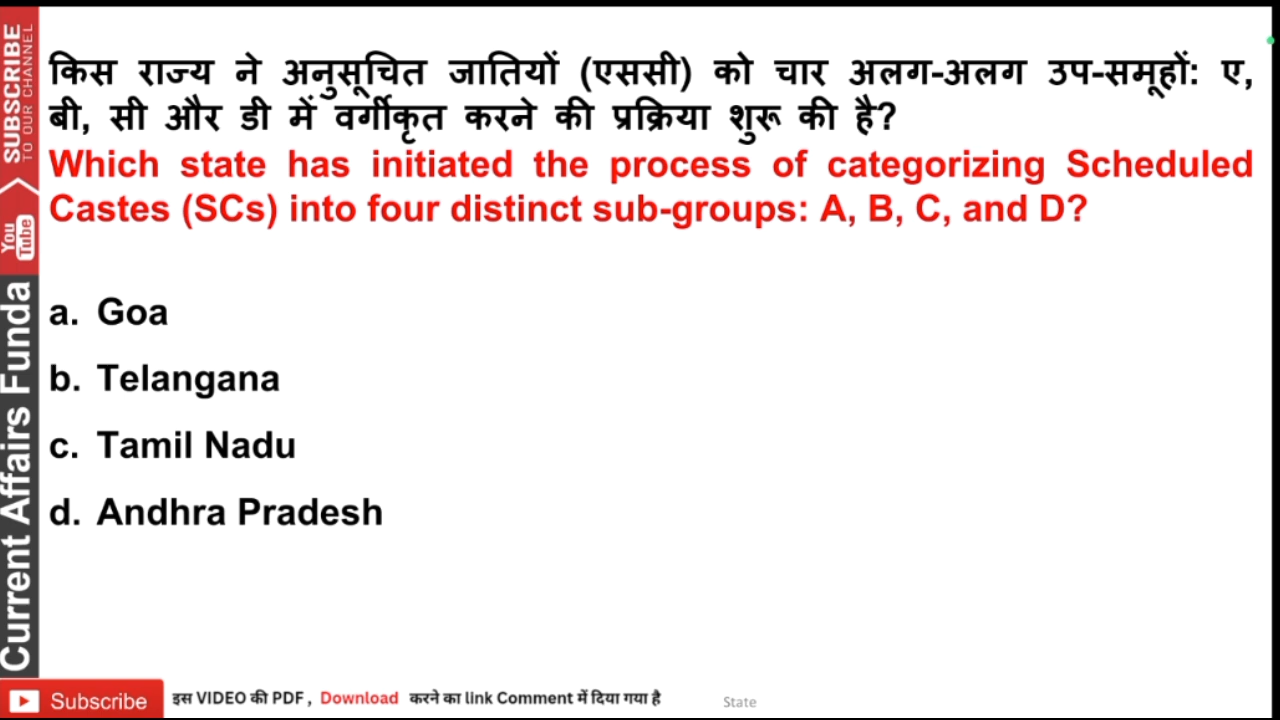 किस राज्य ने अनुसूचित जातियों (एससी) को चार अलग-अलग उप-समूहों: ए,
बी, सी और डी में वर्गीकृत करने की प्रक्रिया शुरू की है?
Which state has initiated the process of categorizing Scheduled
Castes (SCs) into four distinct sub-groups: A, B, C, and D?
a. Goa
b. Telangana
c. Tamil Nadu
d. Andhra Pradesh
SUBSCRIBE
TO OUR CHANNEL
You
Tube
Current Affairs Funda
Subscribe
इस VIDEO की PDF , Download करने का link Comment में दिया गया है
State